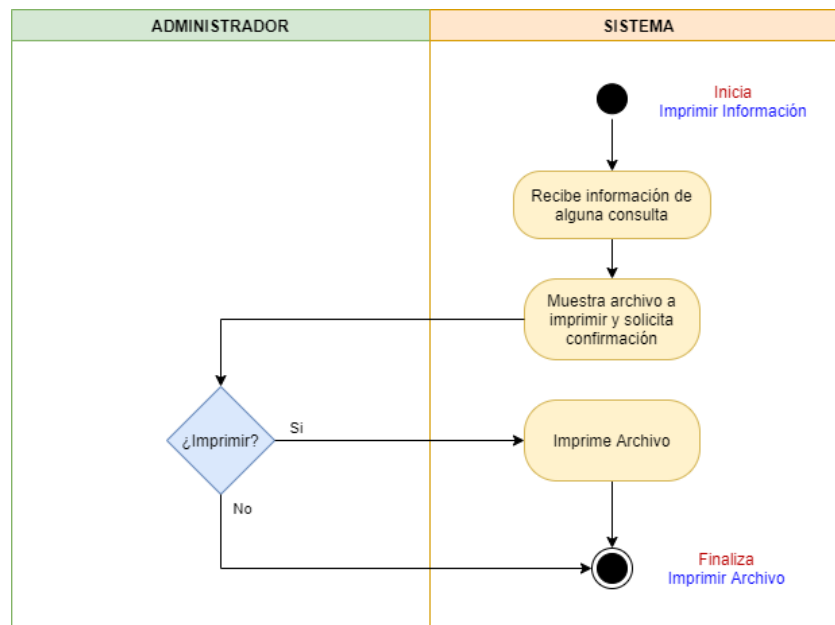 ADMINISTRADOR
SISTEMA
Inicia
Imprimir Información
Recibe información de
alguna consulta
Muestra archivo a
imprimir y solicita
confirmación
¿Imprimir?
Si
Imprime Archivo
No
Finaliza
Imprimir Archivo